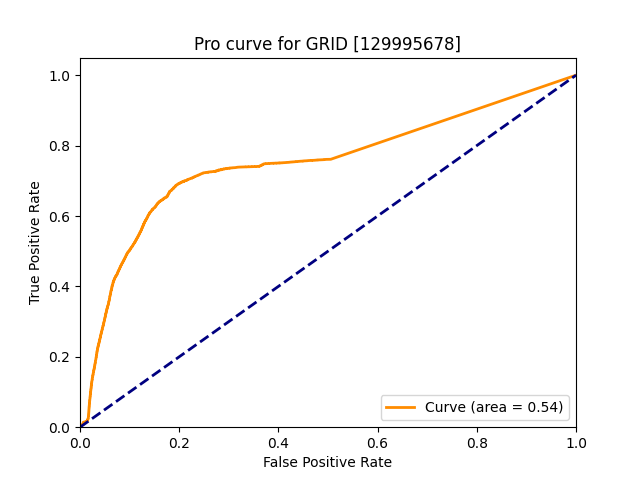 Pro curve for GRID [129995678]
1.0
0.8
0.6
0.4
0.2
0.0
True Positive Rate
0.0 0.2 0.4 0.6 0.8 1.0
False Positive Rate
Curve (area = 0.54)